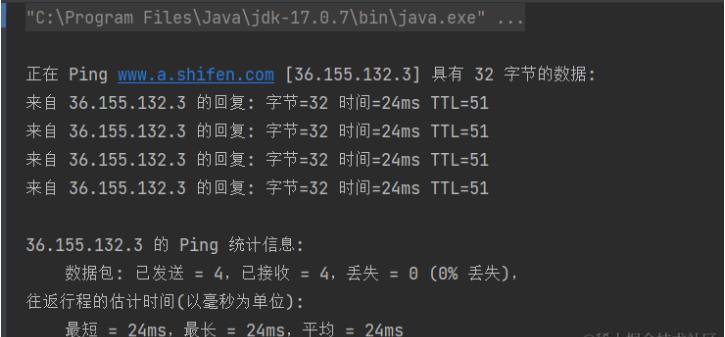 "C:\Program Files\Java\jdk-17.0.7\bin\java.exe" ...
正在 Ping www.a.shifen.com [36.155.132.3] 具有 32 字节的数据:
来自 36.155.132.3 的回复: 字节=32 时间=24ms TTL=51
来自 36.155.132.3 的回复: 字节=32 时间=24ms TTL=51
来自 36.155.132.3 的回复: 字节=32 时间=24ms TTL=51
来自 36.155.132.3 的回复: 字节=32 时间=24ms TTL=51
36.155.132.3 的 Ping 统计信息:
数据包: 已发送 = 4，已接收 = 4，丢失 = 0 (0% 丢失)，
往返行程的估计时间(以毫秒为单位):
最短 = 24ms，最长 = 24ms，平均 = 24ms